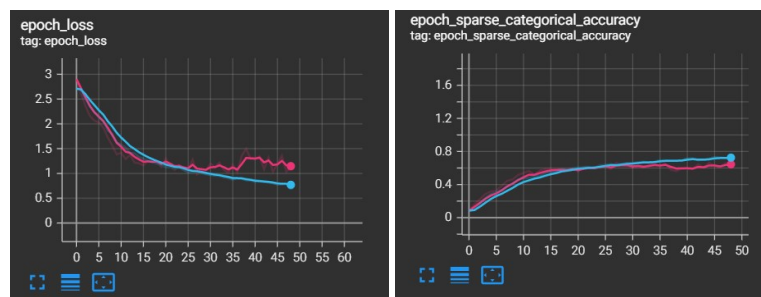 epoch_loss
tag: epoch_loss
3
2.5
2
1.5
1
0.5
0
0 5 10 15 20 25 30 35 40 45 50 55 60
epoch_sparse_categorical_accuracy
tag: epoch_sparse_categorical_accuracy
1.6
1.2
0.8
0.4
0
0 5 10 15 20 25 30 35 40 45 50